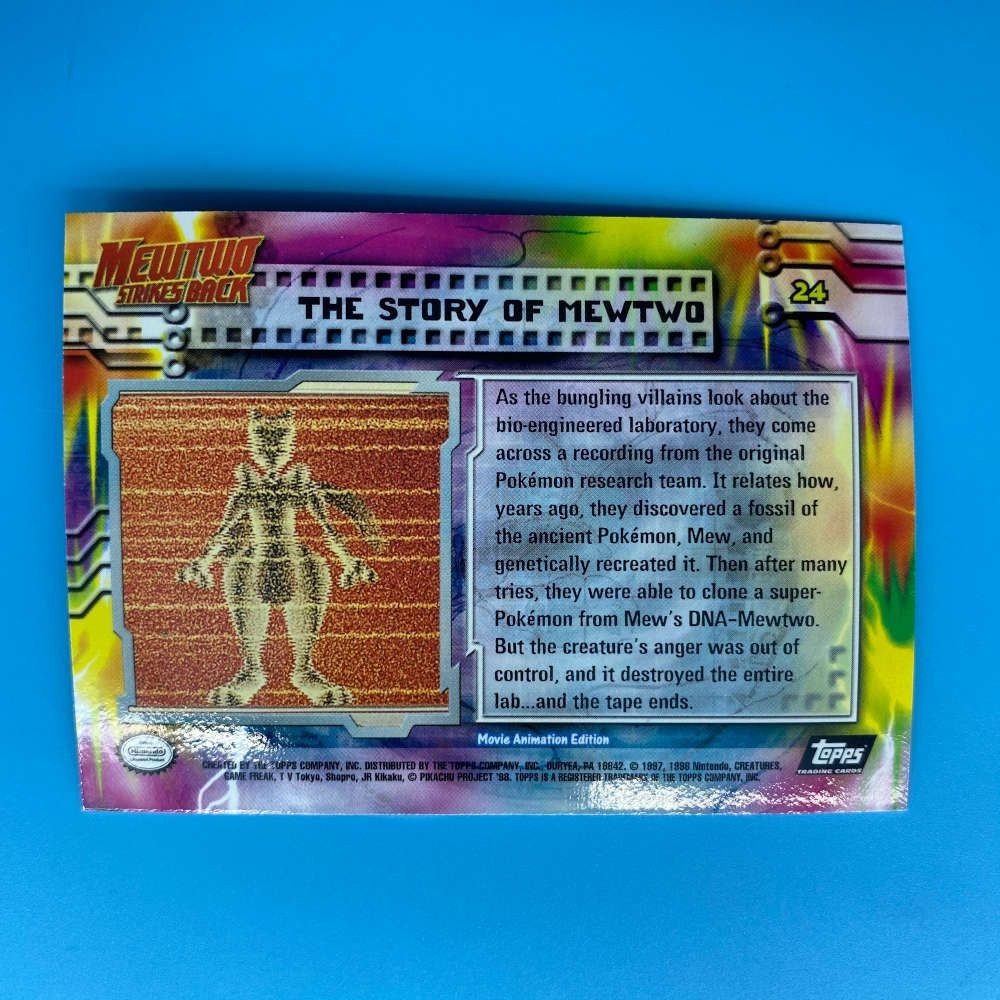 MEWTWO
STRIKES BACK
THE STORY OF MEWTWO
24
As the bungling villains look about the
bio-engineered laboratory, they come
across a recording from the original
Pokémon research team. It relates how,
years ago, they discovered a fossil of
the ancient Pokémon, Mew, and
genetically recreated it. Then after many
tries, they were able to clone a super-
Pokémon from Mew's DNA–Mewtwo.
But the creature's anger was out of
control, and it destroyed the entire
lab...and the tape ends.
Movie Animation Edition
Nintendo
topps
TRADING CARDS
CREATED BY THE TOPPS COMPANY, INC. DISTRIBUTED BY THE TOPPS COMPANY, INC., DURYEA, PA 18642. © 1997, 1998 Nintendo, CREATURES,
GAME FREAK, TV Tokyo, Shopro, JR Kikaku, © PIKACHU PROJECT '98. TOPPS IS A REGISTERED TRADEMARK OF THE TOPPS COMPANY, INC.